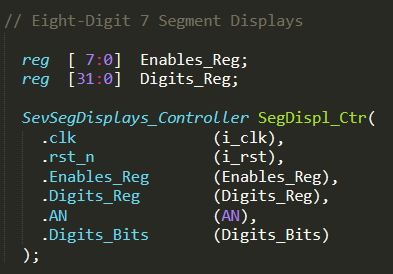 // Eight-Digit 7 Segment Displays
reg [ 7:0] Enables_Reg;
reg [31:0] Digits_Reg;
SevSegDisplays_Controller SegDispl_Ctr(
.clk (i_clk),
.rst_n (i_rst),
.Enables_Reg (Enables_Reg),
.Digits_Reg (Digits_Reg),
.AN (AN),
.Digits_Bits (Digits_Bits)
);